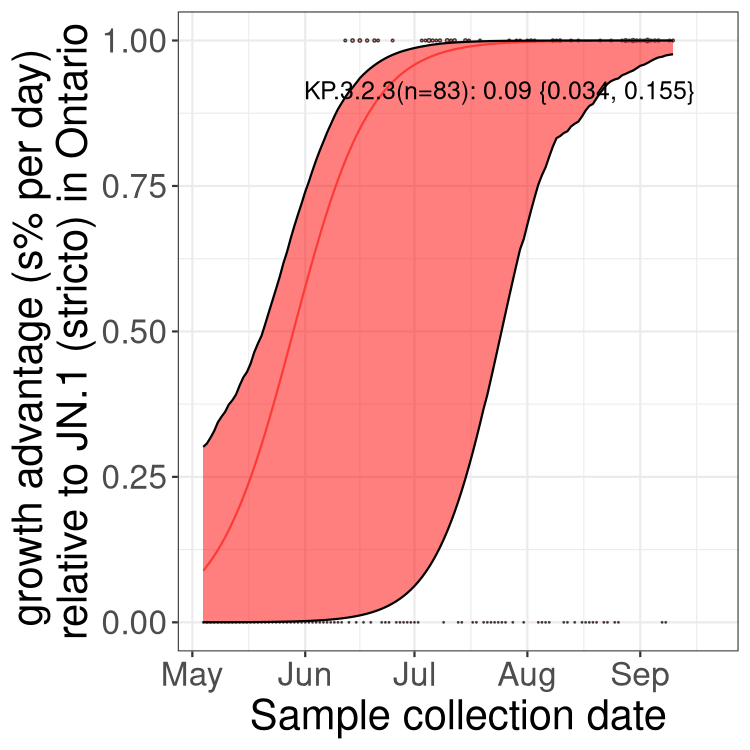 growth advantage (s% per day)
relative to JN.1 (stricto) in Ontario
1.00
0.75
0.50
0.25
0.00
KP.3.2.3(n=83): 0.09 {0.034, 0.155}
May Jun Jul Aug Sep
Sample collection date